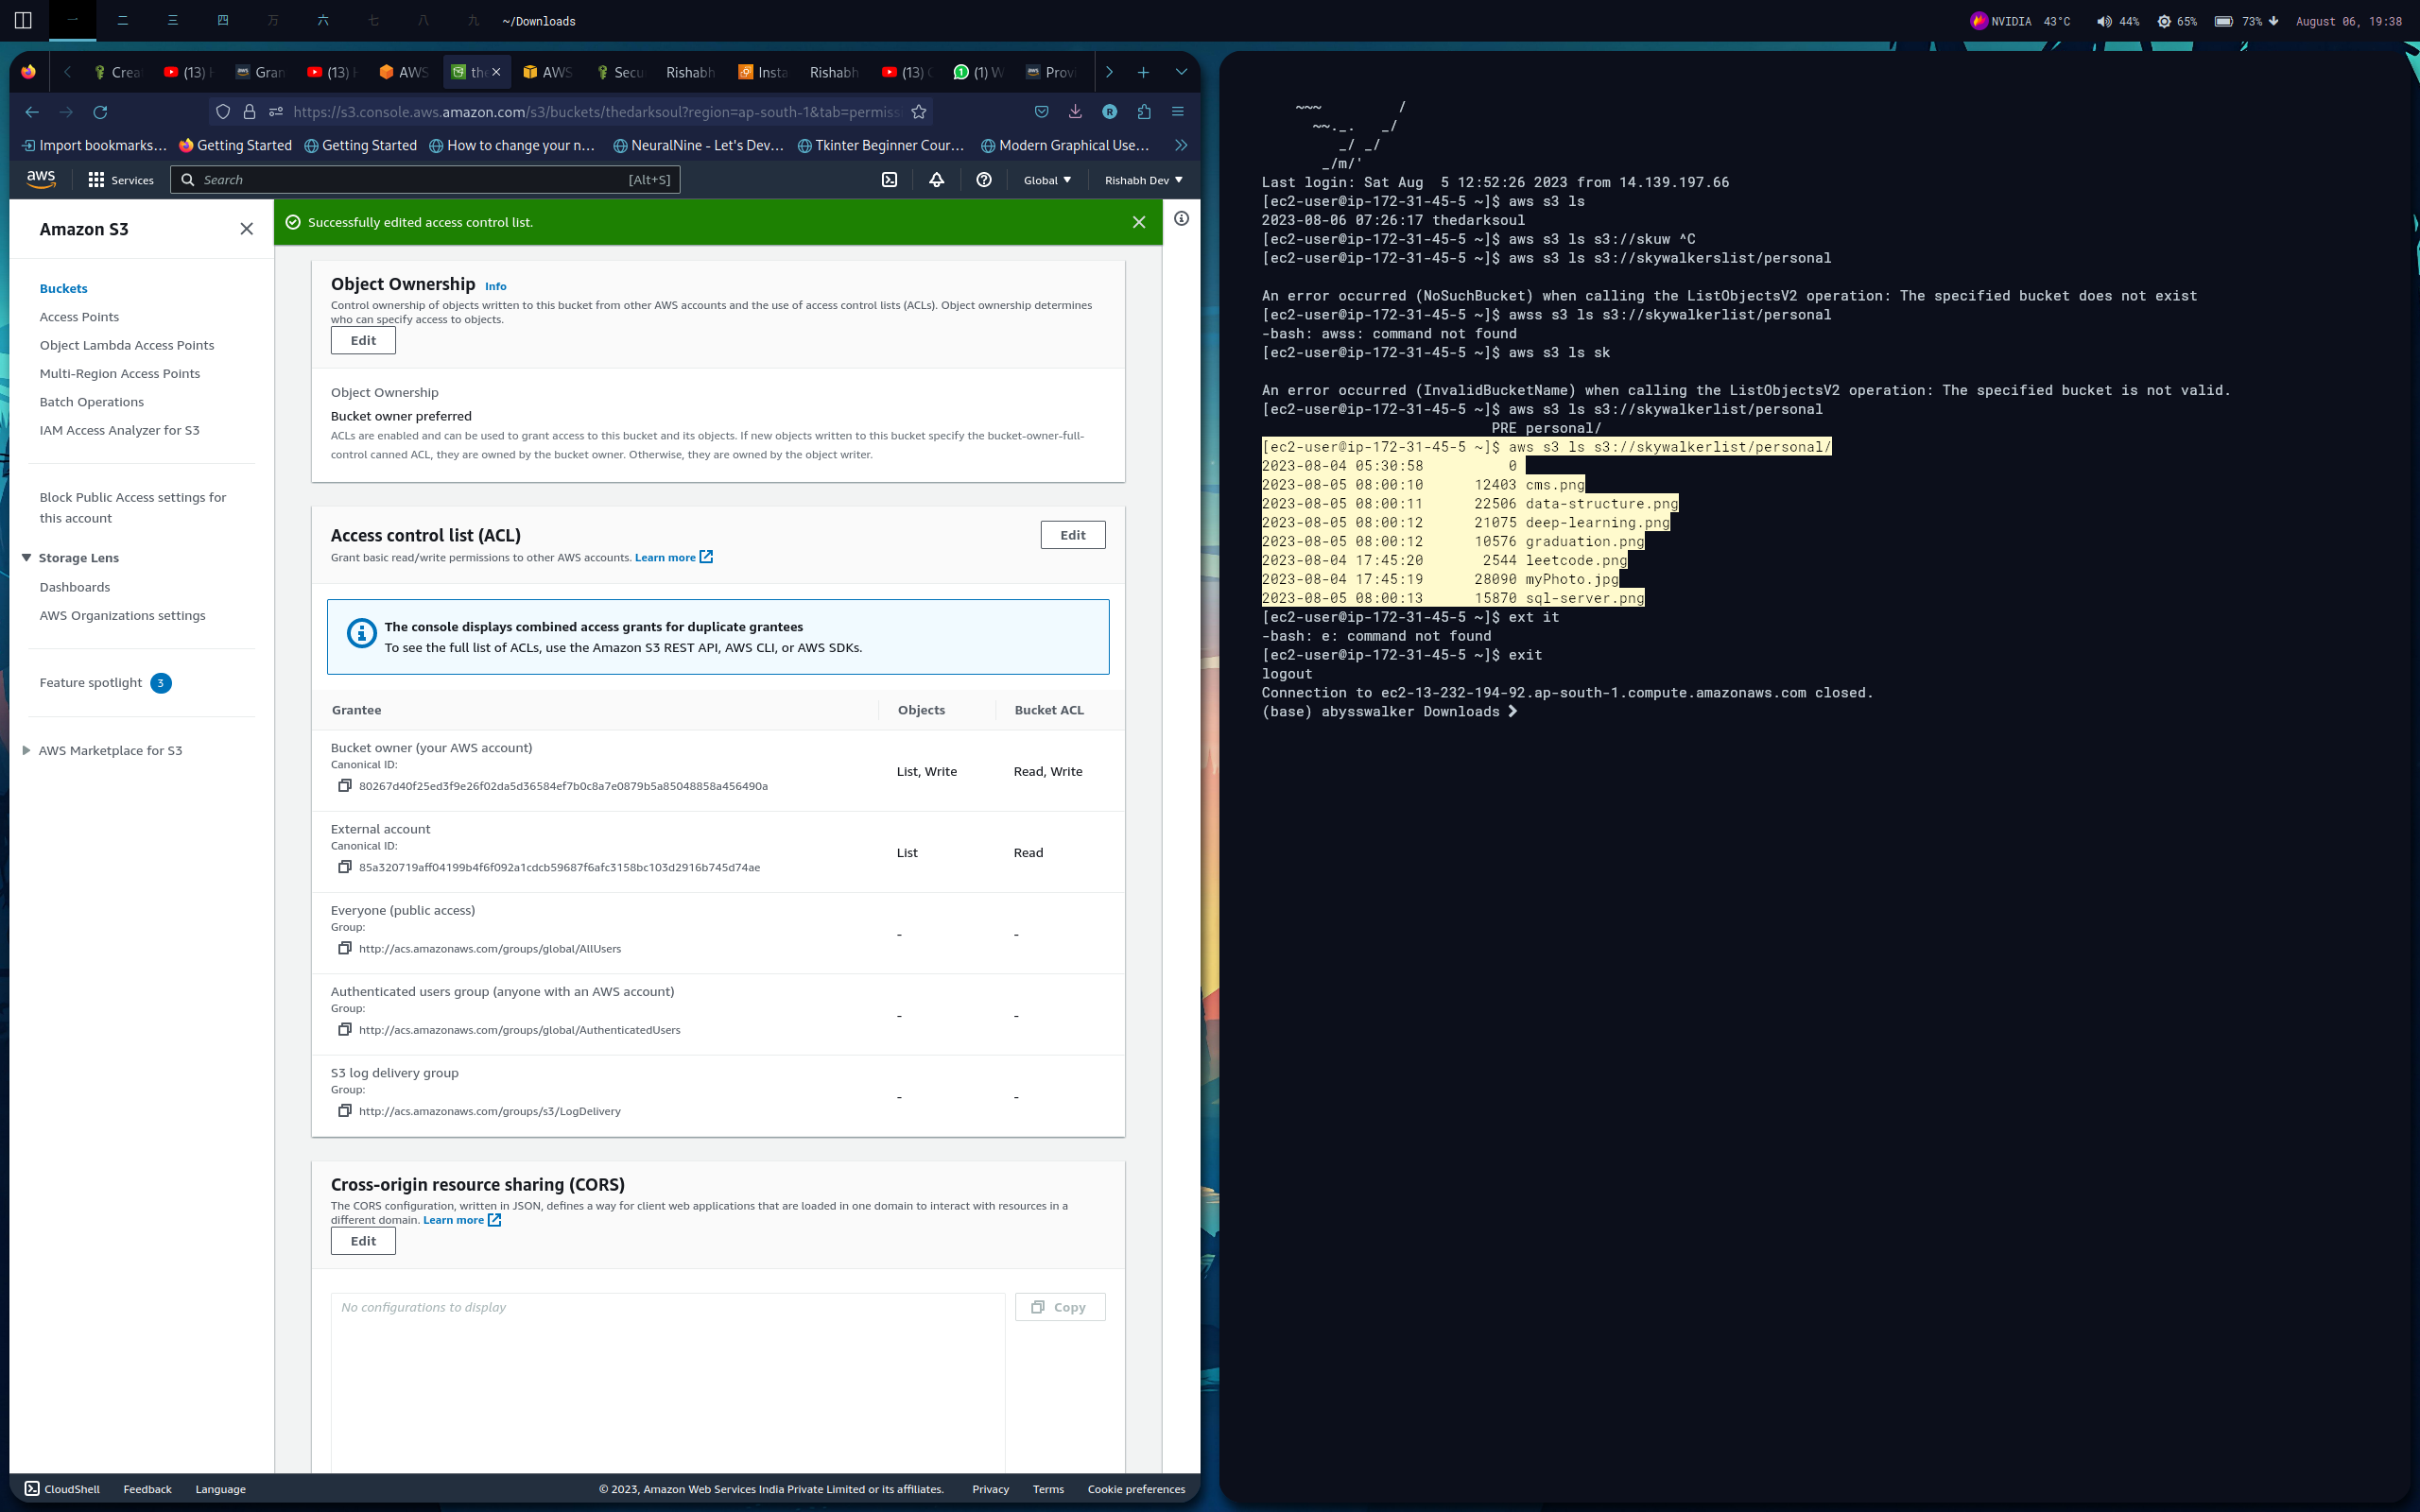 一 二 三 四 万 六 七 八 九 ~/Downloads
NVIDIA 43°C 44% 65% 73% August 06, 19:38
Crea (13) Gran (13) AWS the AWS Secu Rishabh Insta Rishabh (13) (1) W Prov
https://s3.console.aws.amazon.com/s3/buckets/thedarksoul?region=ap-south-1&tab=permiss
Import bookmarks... Getting Started Getting Started How to change your n... NeuralNine - Let's Dev... Tkinter Beginner Cour... Modern Graphical Use...
aws Services Search [Alt+S] Global Rishabh Dev
Amazon S3
Buckets
Access Points
Object Lambda Access Points
Multi-Region Access Points
Batch Operations
IAM Access Analyzer for S3
Block Public Access settings for
this account
Storage Lens
Dashboards
AWS Organizations settings
Feature spotlight 3
AWS Marketplace for S3
Successfully edited access control list.
Object Ownership Info
Control ownership of objects written to this bucket from other AWS accounts and the use of access control lists (ACLs). Object ownership determines
who can specify access to objects.
Edit
Object Ownership
Bucket owner preferred
ACLs are enabled and can be used to grant access to this bucket and its objects. If new objects written to this bucket specify the bucket-owner-full-
control canned ACL, they are owned by the bucket owner. Otherwise, they are owned by the object writer.
Access control list (ACL)
Edit
Grant basic read/write permissions to other AWS accounts. Learn more
The console displays combined access grants for duplicate grantees
To see the full list of ACLs, use the Amazon S3 REST API, AWS CLI, or AWS SDKs.
Grantee Objects Bucket ACL
Bucket owner (your AWS account)
Canonical ID:
80267d40f25ed3f9e26f02da5d36584ef7b0c8a7e0879b5a85048858a456490a
List, Write Read, Write
External account
Canonical ID:
85a320719aff04199b4f6f092a1cdcb59687f6afc3158bc103d2916b745d74ae
List Read
Everyone (public access)
Group:
http://acs.amazonaws.com/groups/global/AllUsers
- -
Authenticated users group (anyone with an AWS account)
Group:
http://acs.amazonaws.com/groups/global/AuthenticatedUsers
- -
S3 log delivery group
Group:
http://acs.amazonaws.com/groups/s3/LogDelivery
- -
Cross-origin resource sharing (CORS)
The CORS configuration, written in JSON, defines a way for client web applications that are loaded in one domain to interact with resources in a
different domain. Learn more
Edit
No configurations to display
Copy
CloudShell Feedback Language © 2023, Amazon Web Services India Private Limited or its affiliates. Privacy Terms Cookie preferences
~~~ /
~~._. _/
_/ _/
_/m/'
Last login: Sat Aug  5 12:52:26 2023 from 14.139.197.66
[ec2-user@ip-172-31-45-5 ~]$ aws s3 ls
2023-08-06 07:26:17 thedarksoul
[ec2-user@ip-172-31-45-5 ~]$ aws s3 ls s3://skuw ^C
[ec2-user@ip-172-31-45-5 ~]$ aws s3 ls s3://skywalkerslist/personal
An error occurred (NoSuchBucket) when calling the ListObjectsV2 operation: The specified bucket does not exist
[ec2-user@ip-172-31-45-5 ~]$ awss s3 ls s3://skywalkerlist/personal
-bash: awss: command not found
[ec2-user@ip-172-31-45-5 ~]$ aws s3 ls sk
An error occurred (InvalidBucketName) when calling the ListObjectsV2 operation: The specified bucket is not valid.
[ec2-user@ip-172-31-45-5 ~]$ aws s3 ls s3://skywalkerlist/personal
PRE personal/
[ec2-user@ip-172-31-45-5 ~]$ aws s3 ls s3://skywalkerlist/personal/
2023-08-04 05:30:58 0
2023-08-05 08:00:10 12403 cms.png
2023-08-05 08:00:11 22506 data-structure.png
2023-08-05 08:00:12 21075 deep-learning.png
2023-08-05 08:00:12 10576 graduation.png
2023-08-04 17:45:20 2544 leetcode.png
2023-08-04 17:45:19 28090 myPhoto.jpg
2023-08-05 08:00:13 15870 sql-server.png
[ec2-user@ip-172-31-45-5 ~]$ ext it
-bash: e: command not found
[ec2-user@ip-172-31-45-5 ~]$ exit
logout
Connection to ec2-13-232-194-92.ap-south-1.compute.amazonaws.com closed.
(base) abysswalker Downloads ❯